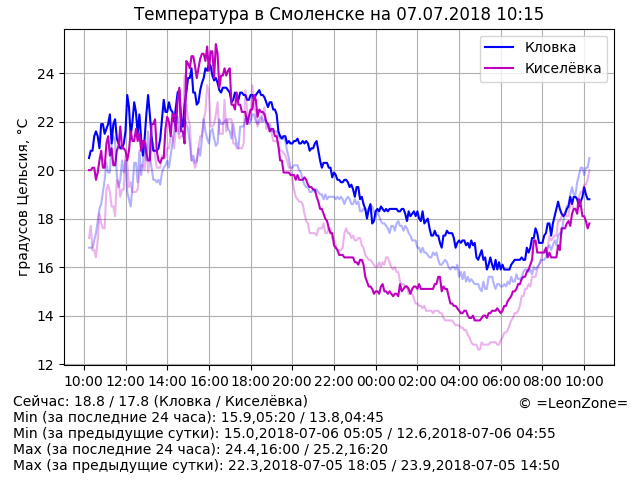 Температура в Смоленске на 07.07.2018 10:15
Кловка
Киселёвка
градусов Цельсия, °C
24
22
20
18
16
14
12
10:00 12:00 14:00 16:00 18:00 20:00 22:00 00:00 02:00 04:00 06:00 08:00 10:00
Сейчас: 18.8 / 17.8 (Кловка / Киселёвка)
© =LeonZone=
Min (за последние 24 часа): 15.9,05:20 / 13.8,04:45
Min (за предыдущие сутки): 15.0,2018-07-06 05:05 / 12.6,2018-07-06 04:55
Max (за последние 24 часа): 24.4,16:00 / 25.2,16:20
Max (за предыдущие сутки): 22.3,2018-07-05 18:05 / 23.9,2018-07-05 14:50